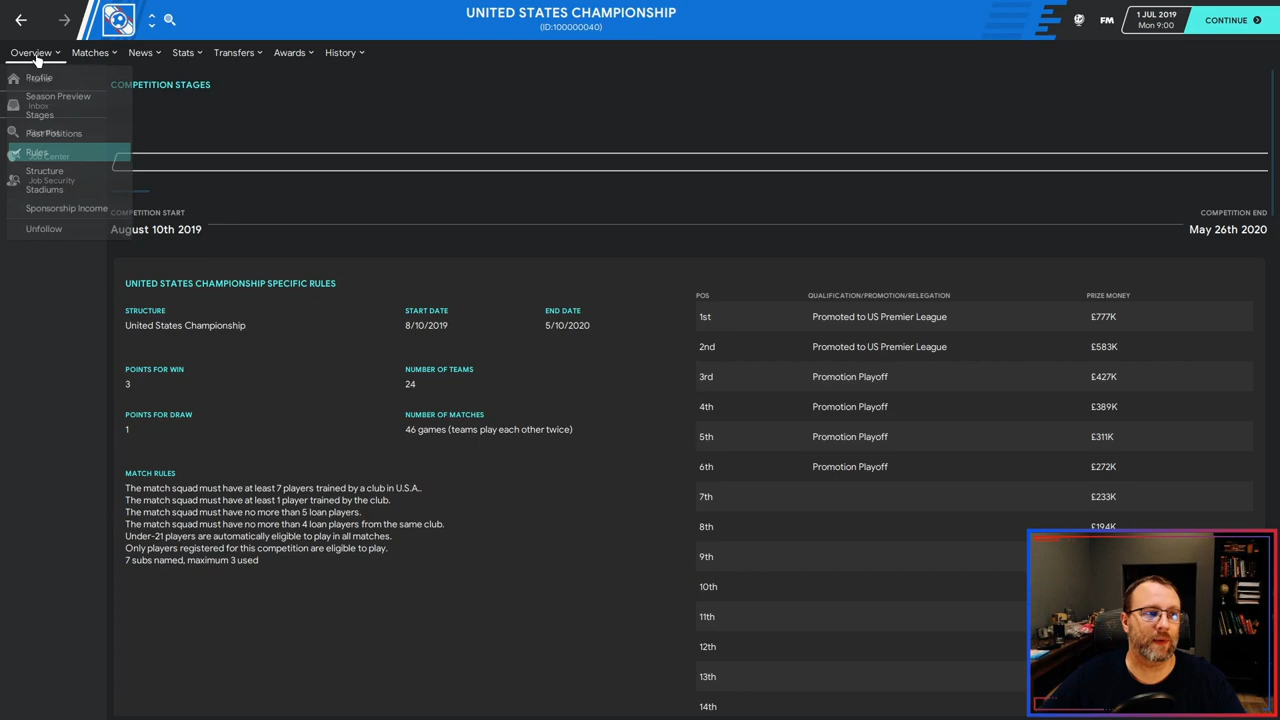 UNITED STATES CHAMPIONSHIP
(ID:100000040)
FM
1 JUL 2019
Mon 9:00
CONTINUE
Overview
Matches
News
Stats
Transfers
Awards
History
Profile
Season Preview
Inbox
Stages
Past Positions
Rules
Job Center
Structure
Job Security
Stadiums
Sponsorship Income
Unfollow
COMPETITION STAGES
COMPETITION START
August 10th 2019
COMPETITION END
May 26th 2020
UNITED STATES CHAMPIONSHIP SPECIFIC RULES
STRUCTURE
United States Championship
START DATE
8/10/2019
END DATE
5/10/2020
POINTS FOR WIN
3
NUMBER OF TEAMS
24
POINTS FOR DRAW
1
NUMBER OF MATCHES
46 games (teams play each other twice)
MATCH RULES
The match squad must have at least 7 players trained by a club in U.S.A..
The match squad must have at least 1 player trained by the club.
The match squad must have no more than 5 loan players.
The match squad must have no more than 4 loan players from the same club.
Under-21 players are automatically eligible to play in all matches.
Only players registered for this competition are eligible to play.
7 subs named, maximum 3 used
POS QUALIFICATION/PROMOTION/RELEGATION PRIZE MONEY
1st Promoted to US Premier League £777K
2nd Promoted to US Premier League £583K
3rd Promotion Playoff £427K
4th Promotion Playoff £389K
5th Promotion Playoff £311K
6th Promotion Playoff £272K
7th £233K
8th £194K
9th
10th
11th
12th
13th
14th